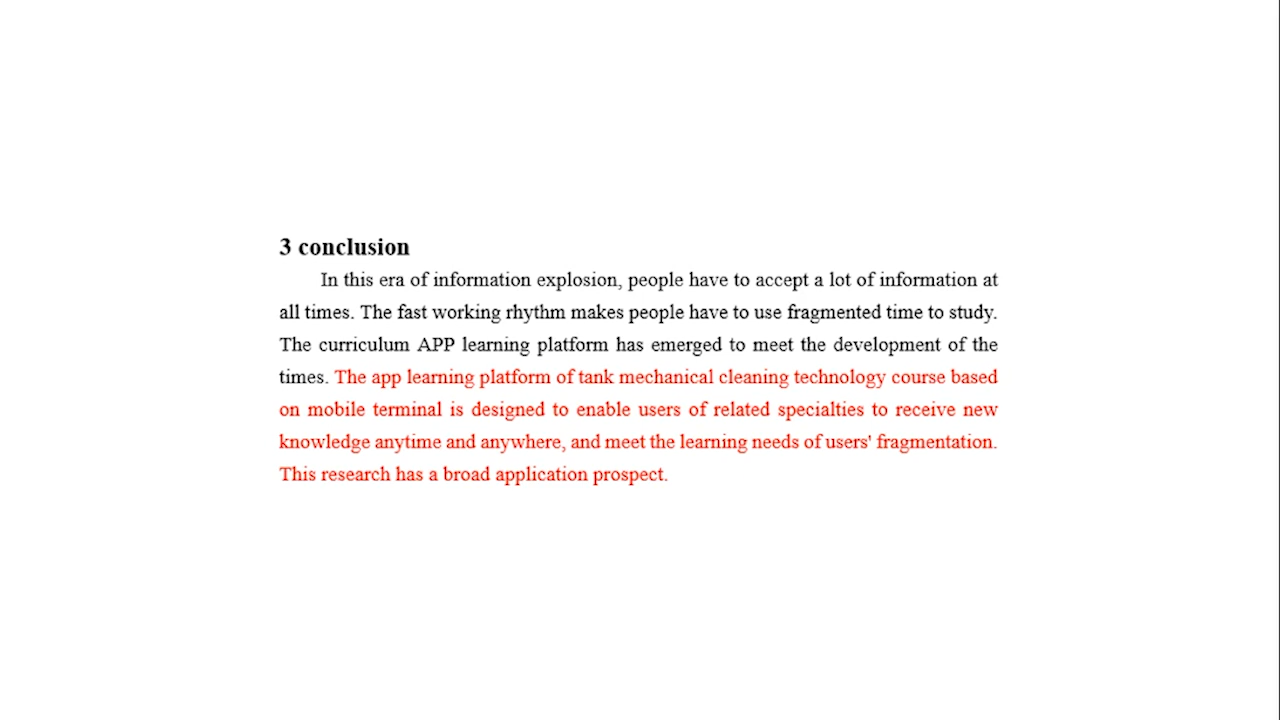 3 conclusion
In this era of information explosion, people have to accept a lot of information at
all times. The fast working rhythm makes people have to use fragmented time to study.
The curriculum APP learning platform has emerged to meet the development of the
times. The app learning platform of tank mechanical cleaning technology course based
on mobile terminal is designed to enable users of related specialties to receive new
knowledge anytime and anywhere, and meet the learning needs of users' fragmentation.
This research has a broad application prospect.